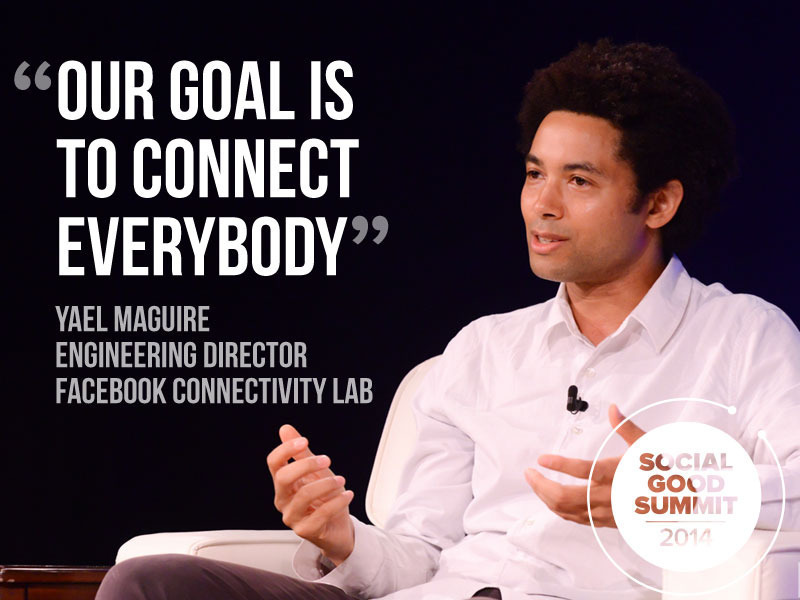 “OUR GOAL IS
TO CONNECT
EVERYBODY”
YAEL MAGUIRE
ENGINEERING DIRECTOR
FACEBOOK CONNECTIVITY LAB
SOCIAL
GOOD
SUMMIT
2014